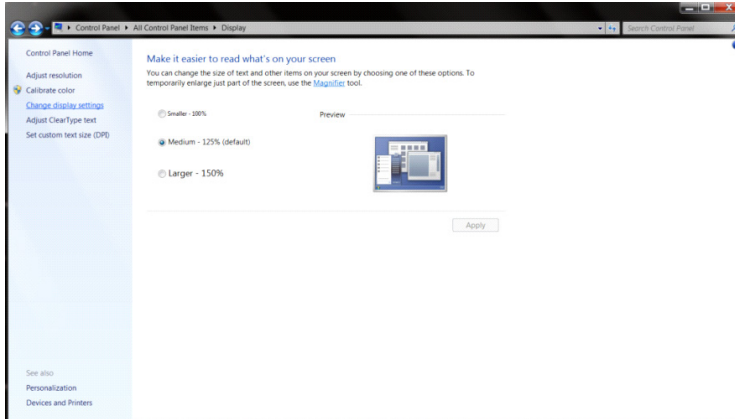 Control Panel ▸ All Control Panel Items ▸ Display
Search Control Panel
Control Panel Home
Adjust resolution
Calibrate color
Change display settings
Adjust ClearType text
Set custom text size (DPI)
See also
Personalization
Devices and Printers
Make it easier to read what's on your screen
You can change the size of text and other items on your screen by choosing one of these options. To
temporarily enlarge just part of the screen, use the Magnifier tool.
Smaller - 100%
Preview
Medium - 125% (default)
Larger - 150%
Apply